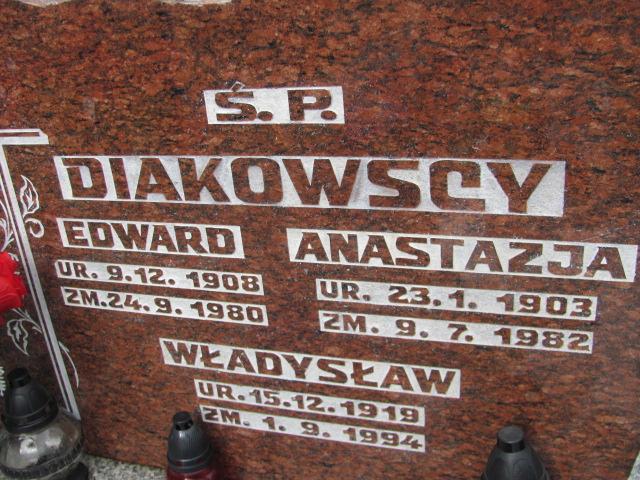 Ś. P.
DIAKOWSCY
EDWARD
UR. 9.12. 1908
ZM. 24. 9. 1980
ANASTAZJA
UR. 23. 1. 1903
ZM. 9. 7. 1982
WŁADYSŁAW
UR. 15.12.1919
ZM. 1. 9. 1994